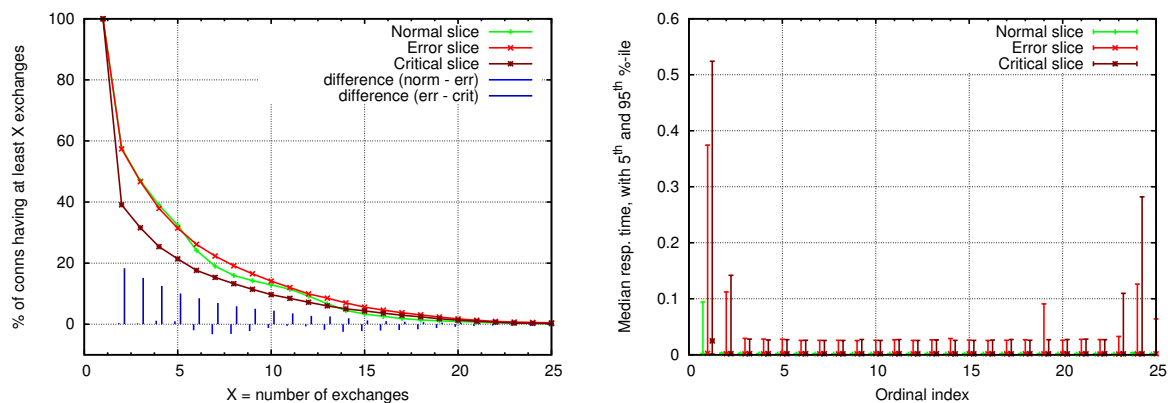 % of conns having at least X exchanges
100
80
60
40
20
0
Normal slice
Error slice
Critical slice
difference (norm - err)
difference (err - crit)
5
10
15
20
25
X = number of exchanges
Median resp. time, with 5th and 95th %-ile
0.6
0.5
0.4
0.3
0.2
0.1
0
Normal slice
Error slice
Critical slice
0
5
10
15
20
25
Ordinal index